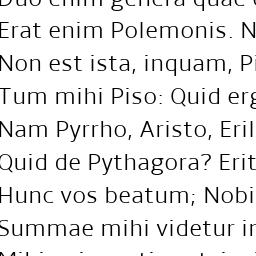 Duo enim genera quae
Erat enim Polemonis. N
Non est ista, inquam, Pi
Tum mihi Piso: Quid erg
Nam Pyrrho, Aristo, Eril
Quid de Pythagora? Erit
Hunc vos beatum; Nobi
Summae mihi videtur in